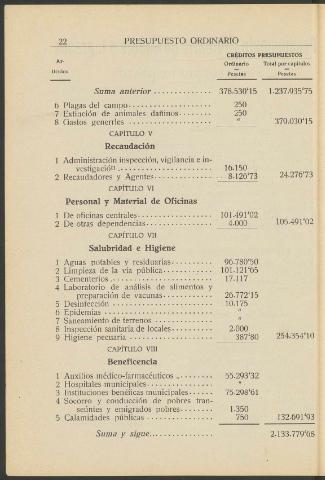 22 PRESUPUESTO ORDINARIO
CRÉDITOS PRESUPUESTOS
Ar-
tículos
Ordinario
—
Pesetas
Total por capítulos
—
Pesetas
Suma anterior .............. 378.530'15 1.237.935'75
6 Plagas del campo.................... 250
7 Extinción de animales dañinos........ 250
8 Gastos generrles .................... " 379.030'15
CAPÍTULO V
Recaudación
1 Administración inspección, vigilancia e in-
vestigación ...................... 16.150
2 Recaudadores y Agentes.............. 8.126'73 24.276'73
CAPÍTULO VI
Personal y Material de Oficinas
1 De oficinas centrales................. 101.491'02
2 De otras dependencias................ 4.000 105.491'02
CAPÍTULO VII
Salubridad e Higiene
1 Aguas potables y residuarias.......... 96.780'50
2 Limpieza de la vía pública............ 101.121'65
3 Cementerios ........................ 17.117
4 Laboratorio de análisis de alimentos y
preparación de vacunas............ 26.772'15
5 Desinfección ....................... 10.175
6 Epidemias ......................... "
7 Saneamiento de terrenos ............. "
8 Inspección sanitaria de locales.......... 2.000
9 Higiene pecuaria .................... 387'80 254.354'10
CAPÍTULO VIII
Beneficencia
1 Auxilios médico-farmacéuticos ......... 55.293'32
2 Hospitales municipales................ "
3 Instituciones benéficas municipales...... 75.298'61
4 Socorro y conducción de pobres tran-
seúntes y emigrados pobres........ 1.350
5 Calamidades públicas ................ 750 132.691'93
Suma y sigue............... 2.133.779'68